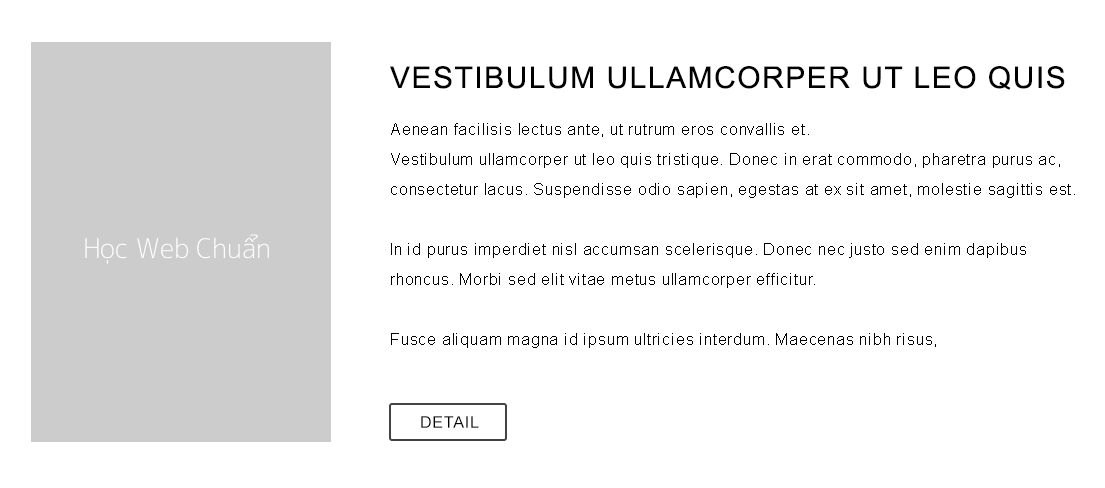 Học Web Chuẩn
VESTIBULUM ULLAMCORPER UT LEO QUIS
Aenean facilisis lectus ante, ut rutrum eros convallis et.
Vestibulum ullamcorper ut leo quis tristique. Donec in erat commodo, pharetra purus ac,
consectetur lacus. Suspendisse odio sapien, egestas at ex sit amet, molestie sagittis est.
In id purus imperdiet nisl accumsan scelerisque. Donec nec justo sed enim dapibus
rhoncus. Morbi sed elit vitae metus ullamcorper efficitur.
Fusce aliquam magna id ipsum ultricies interdum. Maecenas nibh risus,
DETAIL